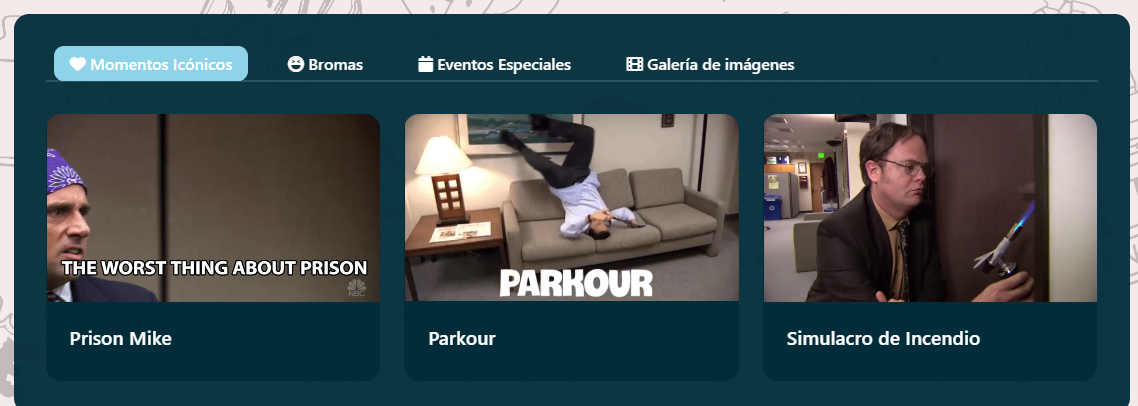 Momentos Icónicos
Bromas
Eventos Especiales
Galería de imágenes
THE WORST THING ABOUT PRISON
NBC
PARKOUR
Prison Mike
Parkour
Simulacro de Incendio